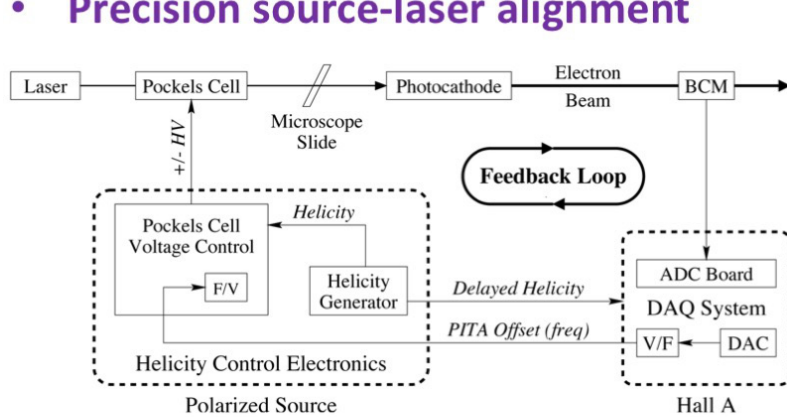 • Precision source-laser alignment
Laser
Pockels Cell
Photocathode
Electron
Beam
BCM
Microscope
Slide
+/- HV
Feedback Loop
Pockels Cell
Voltage Control
Helicity
F/V
Helicity
Generator
Delayed Helicity
ADC Board
DAQ System
PITA Offset (freq)
V/F
DAC
Helicity Control Electronics
Polarized Source
Hall A